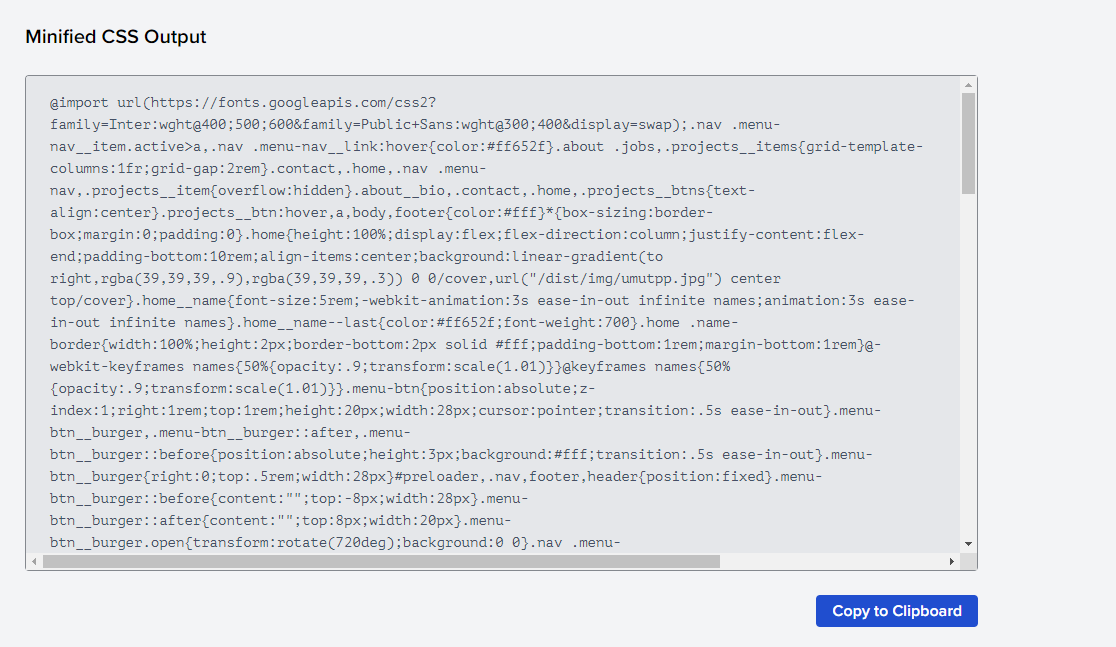 Minified CSS Output
@import url(https://fonts.googleapis.com/css2?
family=Inter:wght@400;500;600&family=Public+Sans:wght@300;400&display=swap);.nav .menu-
nav__item.active>a,.nav .menu-nav__link:hover{color:#ff652f}.about .jobs,.projects__items{grid-template-
columns:1fr;grid-gap:2rem}.contact,.home,.nav .menu-
nav,.projects__item{overflow:hidden}.about__bio,.contact,.home,.projects__btns{text-
align:center}.projects__btn:hover,a,body,footer{color:#fff}*{box-sizing:border-
box;margin:0;padding:0}.home{height:100%;display:flex;flex-direction:column;justify-content:flex-
end;padding-bottom:10rem;align-items:center;background:linear-gradient(to
right,rgba(39,39,39,.9),rgba(39,39,39,.3)) 0 0/cover,url("/dist/img/umutpp.jpg") center
top/cover}.home__name{font-size:5rem;-webkit-animation:3s ease-in-out infinite names;animation:3s ease-
in-out infinite names}.home__name--last{color:#ff652f;font-weight:700}.home .name-
border{width:100%;height:2px;border-bottom:2px solid #fff;padding-bottom:1rem;margin-bottom:1rem}@-
webkit-keyframes names{50%{opacity:.9;transform:scale(1.01)}}@keyframes names{50%
{opacity:.9;transform:scale(1.01)}}.menu-btn{position:absolute;z-
index:1;right:1rem;top:1rem;height:20px;width:28px;cursor:pointer;transition:.5s ease-in-out}.menu-
btn__burger,.menu-btn__burger::after,.menu-
btn__burger::before{position:absolute;height:3px;background:#fff;transition:.5s ease-in-out}.menu-
btn__burger{right:0;top:.5rem;width:28px}#preloader,.nav,footer,header{position:fixed}.menu-
btn__burger::before{content:"";top:-8px;width:28px}.menu-
btn__burger::after{content:"";top:8px;width:20px}.menu-
btn__burger.open{transform:rotate(720deg);background:0 0}.nav .menu-
Copy to Clipboard